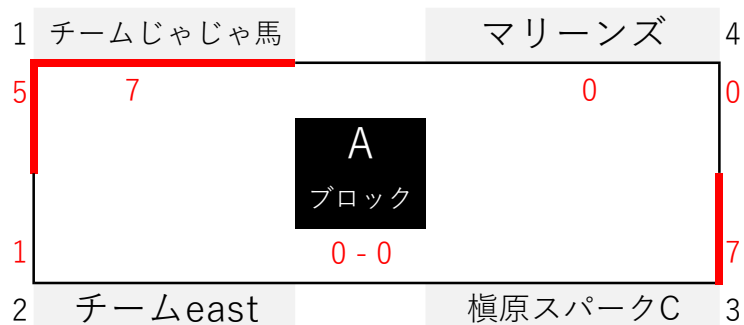 1 チームじゃじゃ馬 マリーンズ 4
5 7 0 0
A
ブロック
1 0 - 0 7
2 チームeast 槇原スパークC 3